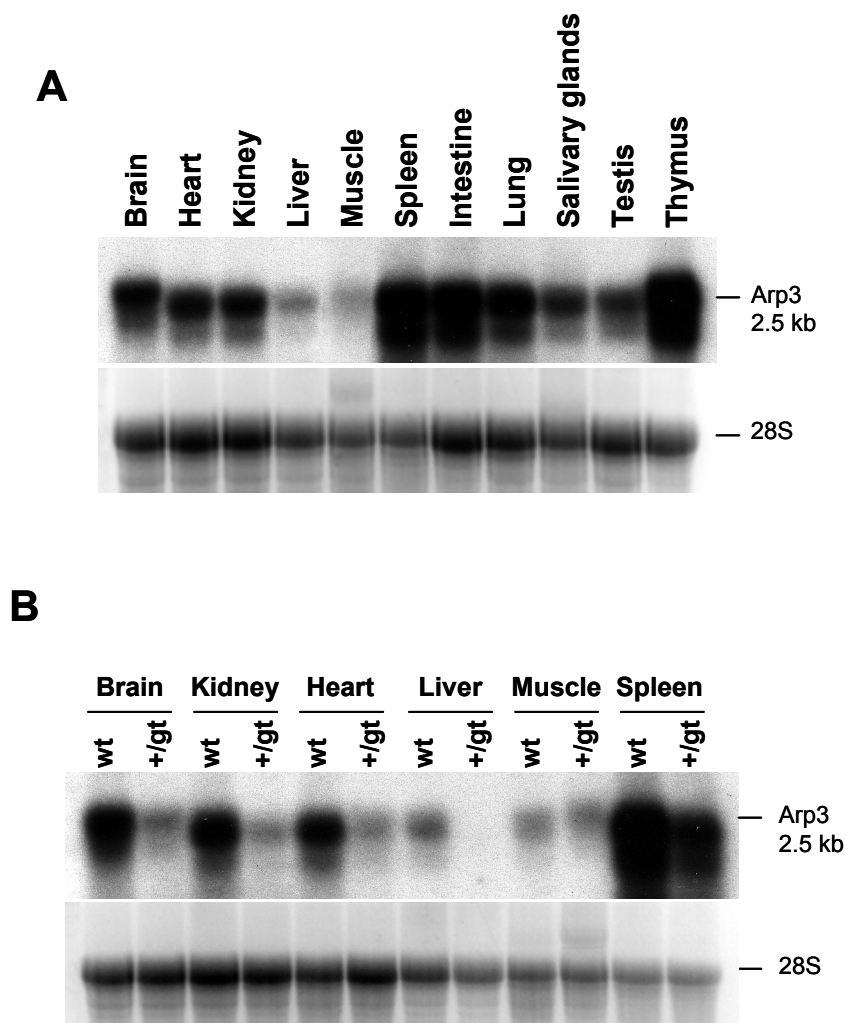 A
Brain
Heart
Kidney
Liver
Muscle
Spleen
Intestine
Lung
Salivary glands
Testis
Thymus
Arp3
2.5 kb
28S
B
Brain Kidney Heart Liver Muscle Spleen
wt +/gt wt +/gt wt +/gt wt +/gt wt +/gt wt +/gt
Arp3
2.5 kb
28S